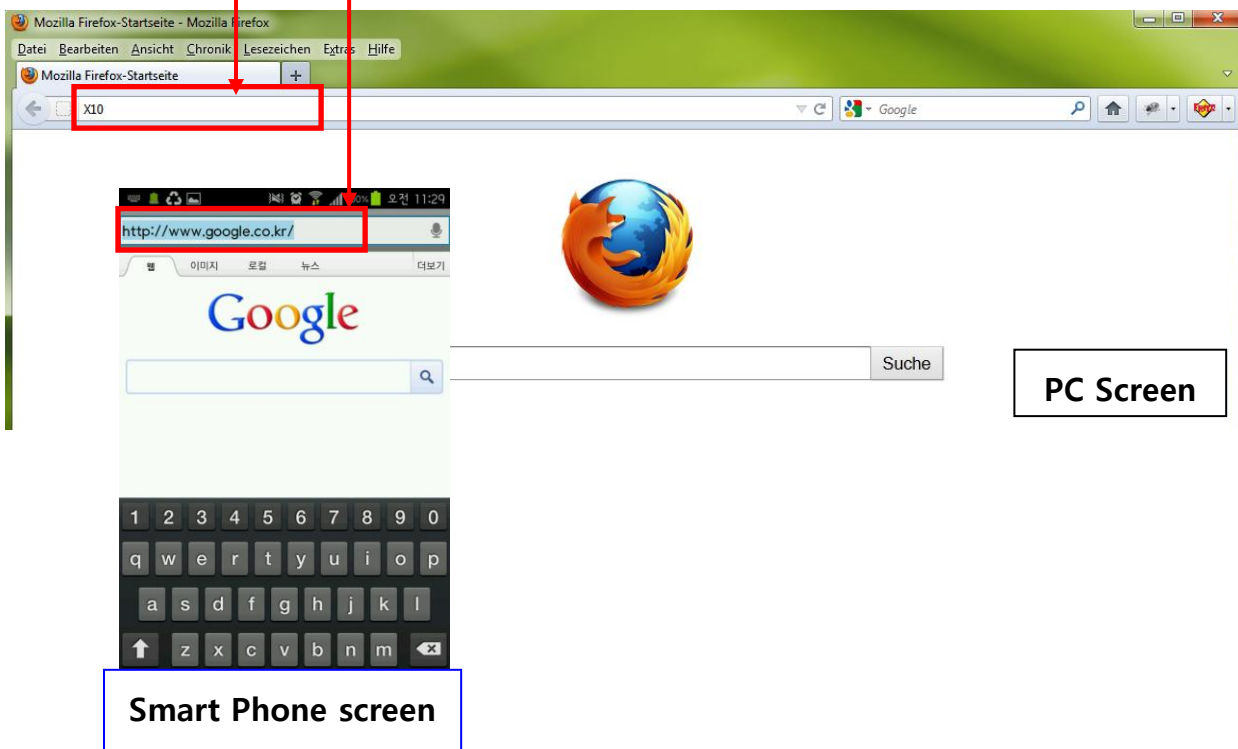 Mozilla Firefox-Startseite - Mozilla Firefox
Datei Bearbeiten Ansicht Chronik Lesezeichen Extras Hilfe
Mozilla Firefox-Startseite
X10
Google
오전 11:29
http://www.google.co.kr/
웹 이미지 로컬 뉴스 더보기
Google
Suche
PC Screen
1 2 3 4 5 6 7 8 9 0
q w e r t y u i o p
a s d f g h j k l
z x c v b n m
Smart Phone screen